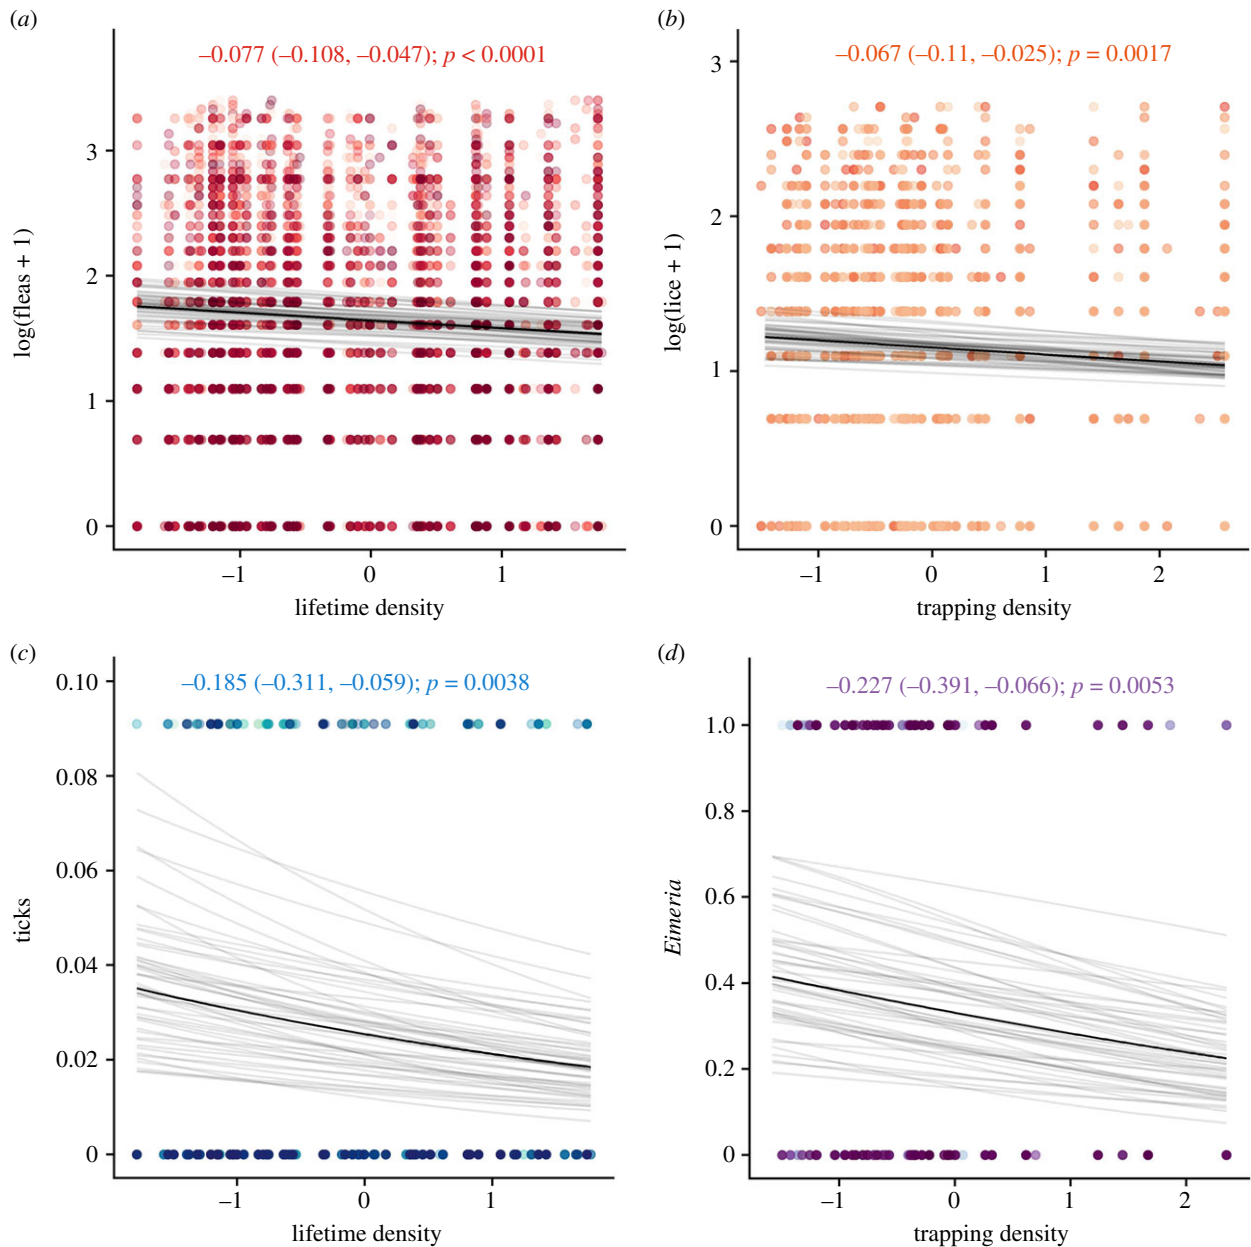 (a)
–0.077 (–0.108, –0.047); p < 0.0001
log(fleas + 1)
3
2
1
0
–1
0
1
lifetime density
(b)
–0.067 (–0.11, –0.025); p = 0.0017
log(lice + 1)
3
2
1
0
–1
0
1
2
trapping density
(c)
–0.185 (–0.311, –0.059); p = 0.0038
ticks
0.10
0.08
0.06
0.04
0.02
0
–1
0
1
lifetime density
(d)
–0.227 (–0.391, –0.066); p = 0.0053
Eimeria
1.0
0.8
0.6
0.4
0.2
0
–1
0
1
2
trapping density